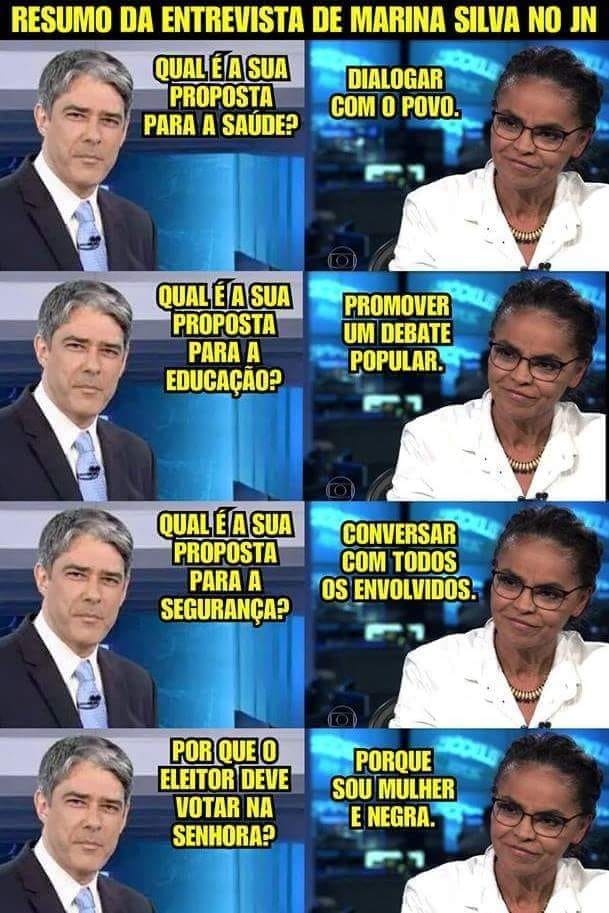 RESUMO DA ENTREVISTA DE MARINA SILVA NO JN
QUAL É A SUA
PROPOSTA
PARA A SAÚDE?
DIALOGAR
COM O POVO.
QUAL É A SUA
PROPOSTA
PARA A
EDUCAÇÃO?
PROMOVER
UM DEBATE
POPULAR.
QUAL É A SUA
PROPOSTA
PARA A
SEGURANÇA?
CONVERSAR
COM TODOS
OS ENVOLVIDOS.
POR QUE O
ELEITOR DEVE
VOTAR NA
SENHORA?
PORQUE
SOU MULHER
E NEGRA.